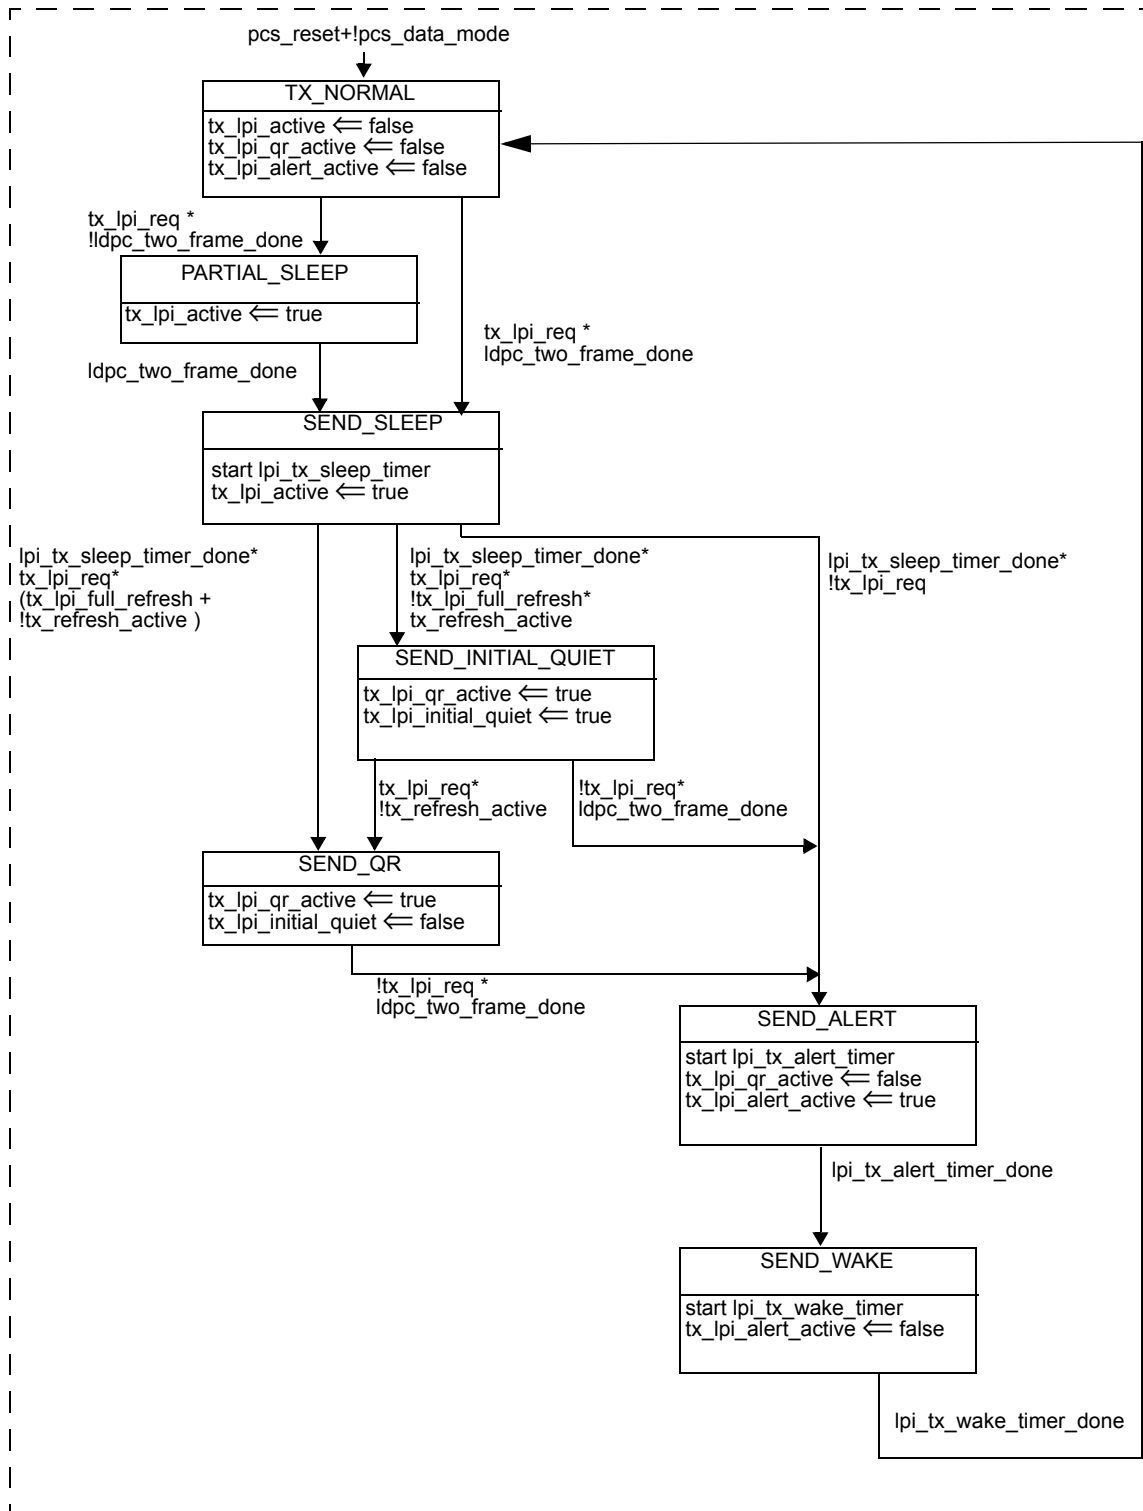 pcs_reset+!pcs_data_mode
TX_NORMAL
tx_lpi_active ⇐ false
tx_lpi_qr_active ⇐ false
tx_lpi_alert_active ⇐ false
tx_lpi_req *
!ldpc_two_frame_done
PARTIAL_SLEEP
tx_lpi_active ⇐ true
tx_lpi_req *
ldpc_two_frame_done
ldpc_two_frame_done
SEND_SLEEP
start lpi_tx_sleep_timer
tx_lpi_active ⇐ true
lpi_tx_sleep_timer_done*
tx_lpi_req*
(tx_lpi_full_refresh +
!tx_refresh_active )
lpi_tx_sleep_timer_done*
tx_lpi_req*
!tx_lpi_full_refresh*
tx_refresh_active
lpi_tx_sleep_timer_done*
!tx_lpi_req
SEND_INITIAL_QUIET
tx_lpi_qr_active ⇐ true
tx_lpi_initial_quiet ⇐ true
tx_lpi_req*
!tx_refresh_active
!tx_lpi_req*
ldpc_two_frame_done
SEND_QR
tx_lpi_qr_active ⇐ true
tx_lpi_initial_quiet ⇐ false
!tx_lpi_req *
ldpc_two_frame_done
SEND_ALERT
start lpi_tx_alert_timer
tx_lpi_qr_active ⇐ false
tx_lpi_alert_active ⇐ true
lpi_tx_alert_timer_done
SEND_WAKE
start lpi_tx_wake_timer
tx_lpi_alert_active ⇐ false
lpi_tx_wake_timer_done